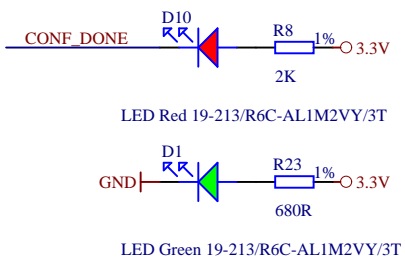 D10
R8
CONF_DONE
1%
3.3V
2K
LED Red 19-213/R6C-AL1M2VY/3T
D1
R23
1%
GND
3.3V
680R
LED Green 19-213/R6C-AL1M2VY/3T